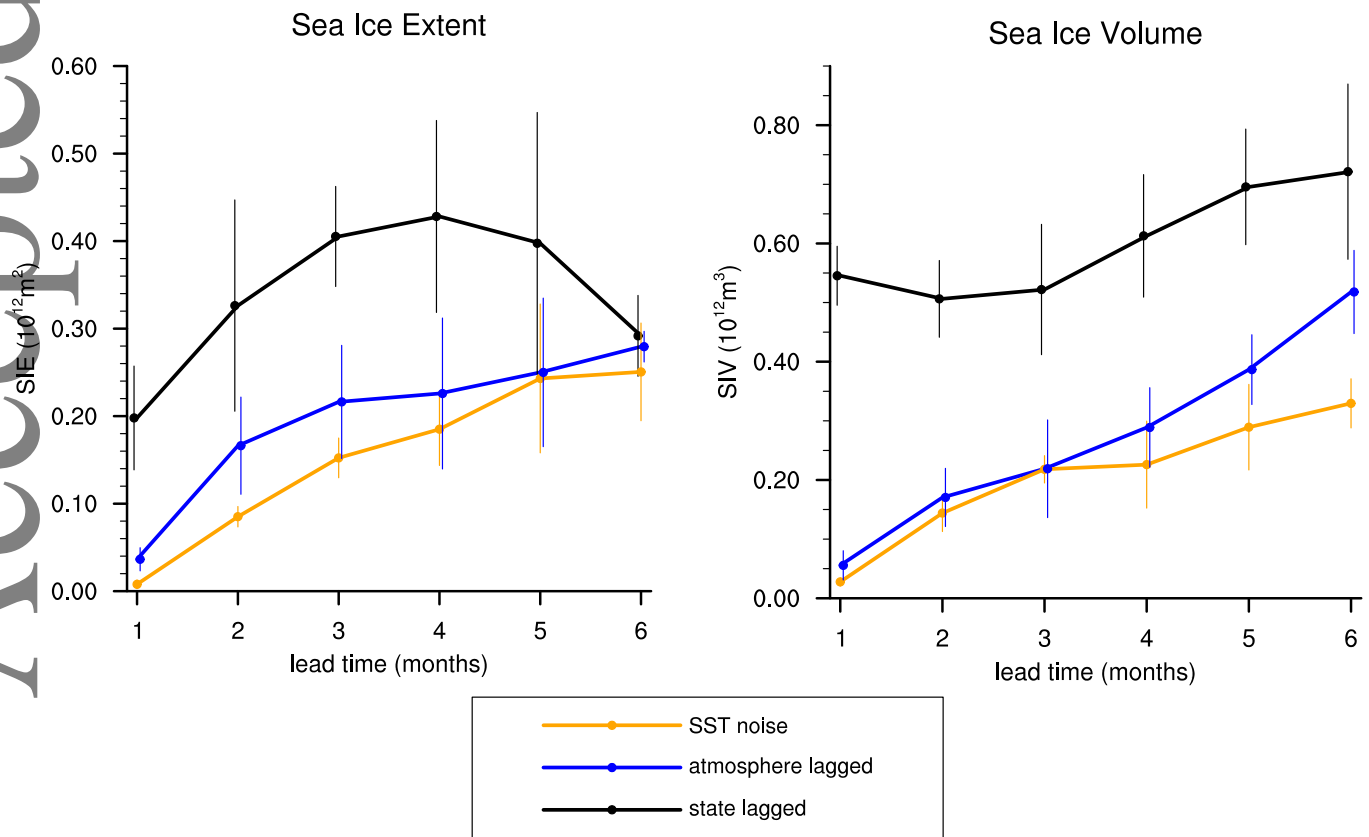 Accepted
Sea Ice Extent
0.60
0.50
0.40
0.30
0.20
0.10
0.00
SIE (10¹²m²)
1 2 3 4 5 6
lead time (months)
Sea Ice Volume
0.80
0.60
0.40
0.20
0.00
SIV (10¹²m³)
1 2 3 4 5 6
lead time (months)
SST noise
atmosphere lagged
state lagged